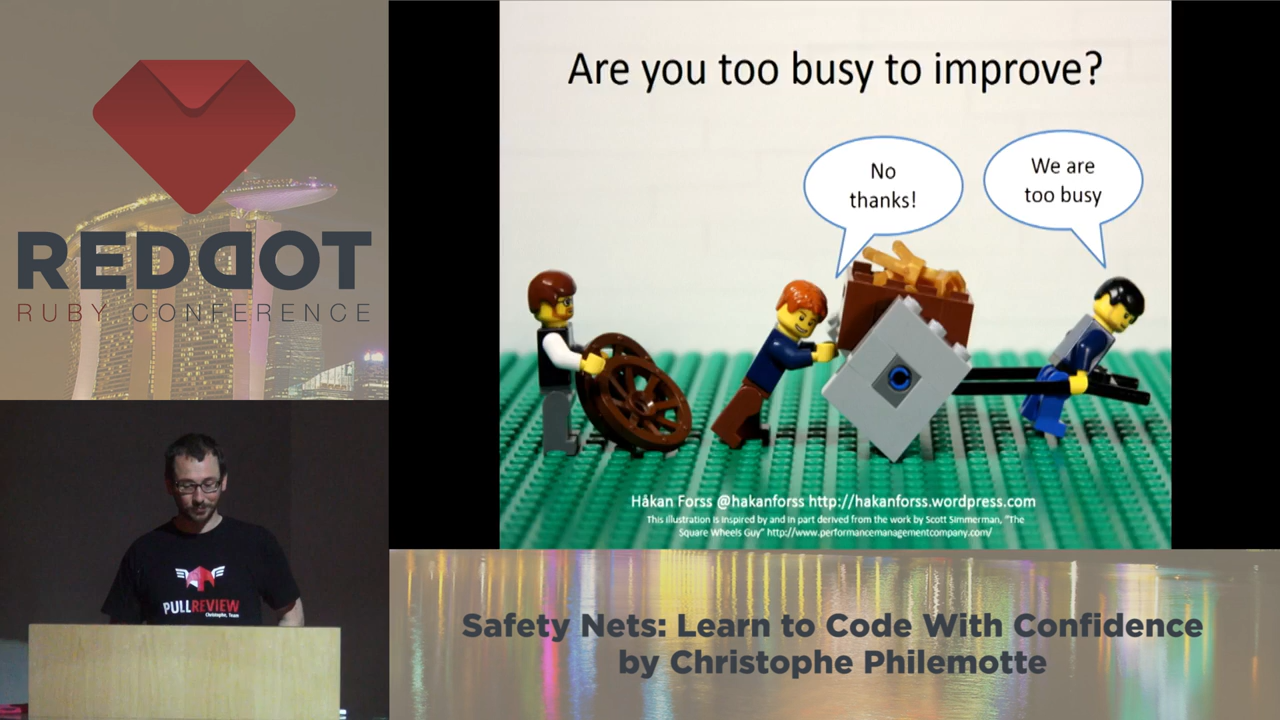 REDDOT
RUBY CONFERENCE
Are you too busy to improve?
No
thanks!
We are
too busy
Håkan Forss @hakanforss http://hakanforss.wordpress.com
This illustration is inspired by and in part derived from the work by Scott Simmerman, "The
Square Wheels Guy" http://www.performancemanagementcompany.com/
PULLREVIEW
Christophe, Team
Safety Nets: Learn to Code With Confidence
by Christophe Philemotte